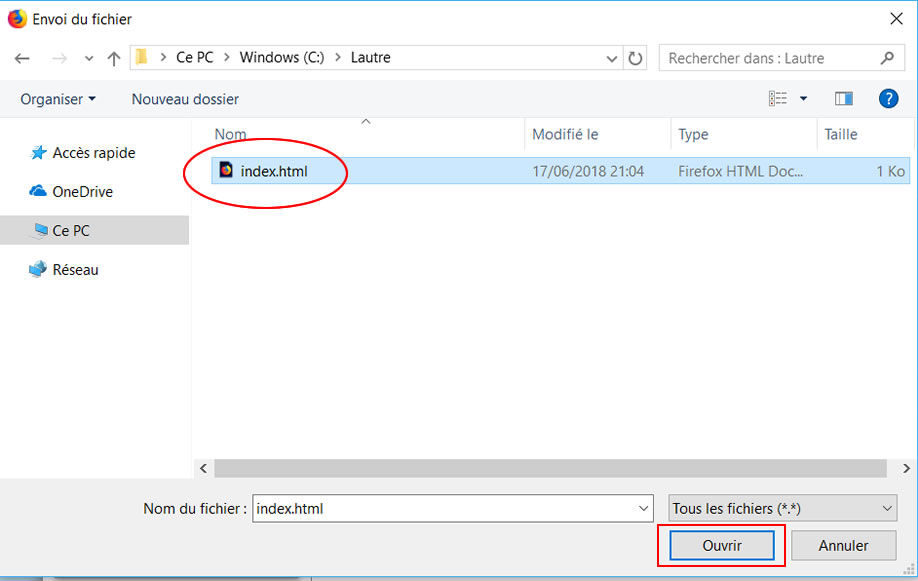 Envoi du fichier
Ce PC > Windows (C:) > Lautre
Rechercher dans : Lautre
Organiser
Nouveau dossier
?
Nom
Modifié le
Type
Taille
Accès rapide
OneDrive
Ce PC
Réseau
index.html
17/06/2018 21:04
Firefox HTML Doc...
1 Ko
Nom du fichier :
index.html
Tous les fichiers (*.*)
Ouvrir
Annuler